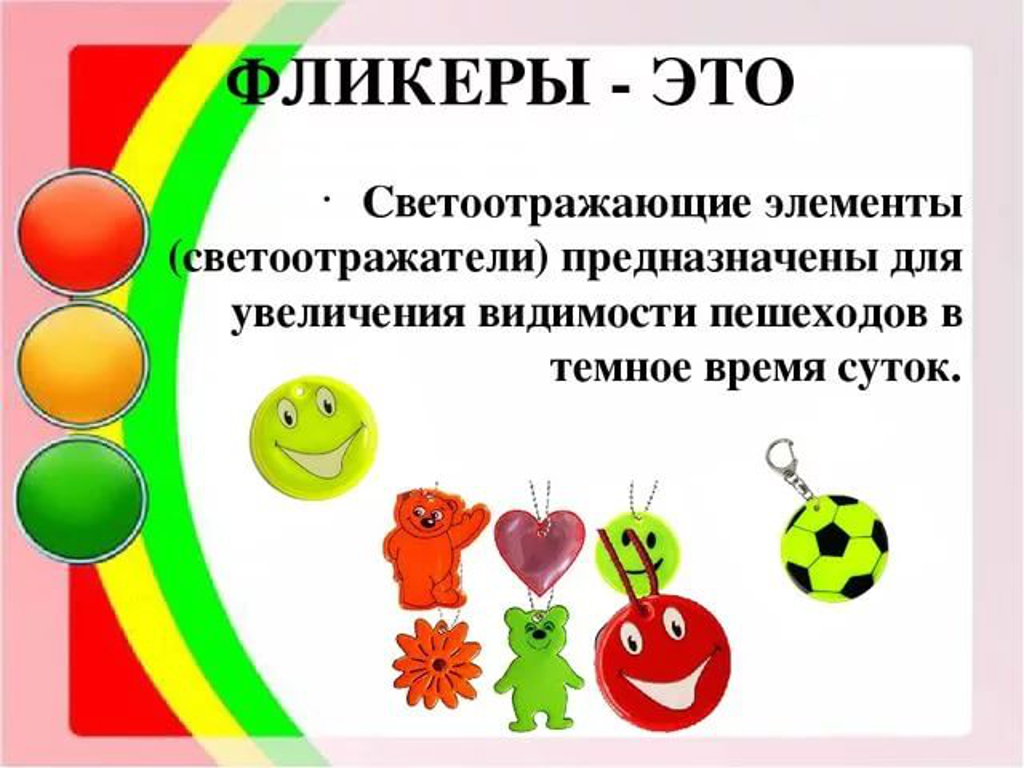 ФЛИКЕРЫ - ЭТО
· Светоотражающие элементы
(светоотражатели) предназначены для
увеличения видимости пешеходов в
темное время суток.